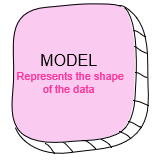 MODEL
Represents the shape
of the data